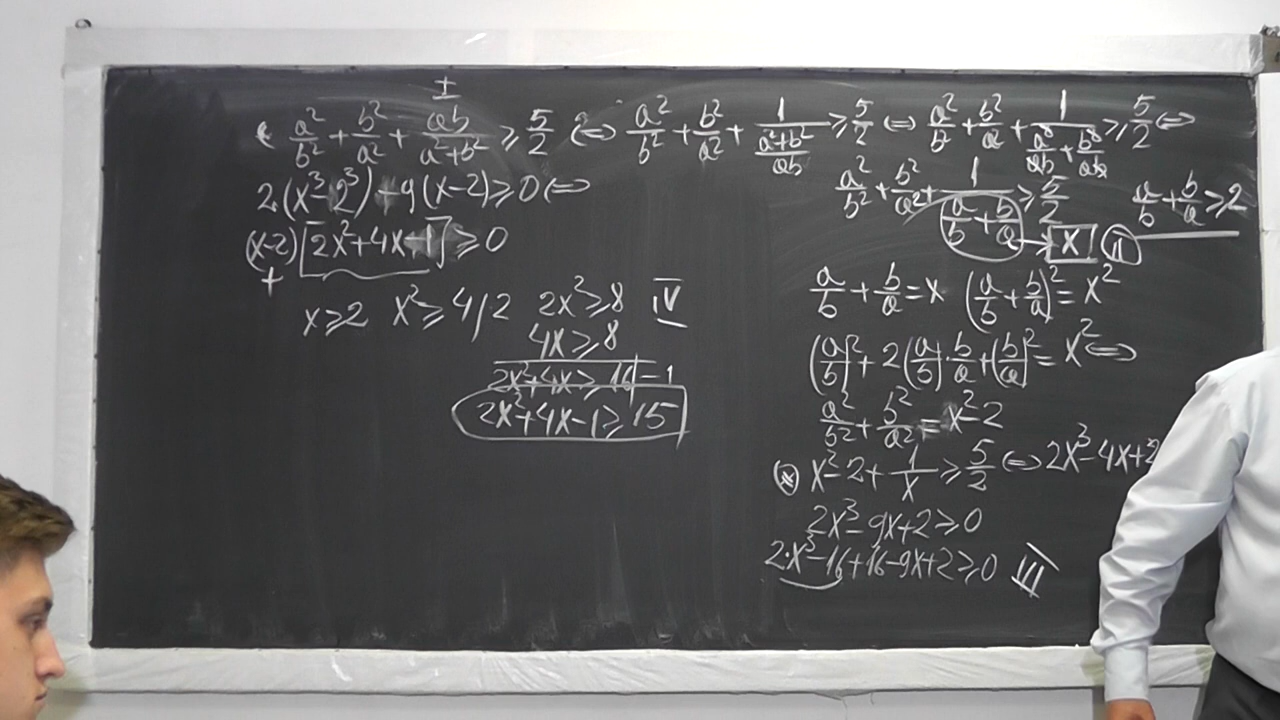 I
a²/b² + b²/a² + ab/(a²+b²) ≥ 5/2 ⇔ a²/b² + b²/a² + 1/((a²+b²)/ab) ≥ 5/2 ⇔ a²/b² + b²/a² + 1/(a²/ab + b²/ab) ≥ 5/2 ⇔
a²/b² + b²/a² + 1/(a/b + b/a) ≥ 5/2 a/b + b/a ≥ 2
x II
a/b + b/a = x (a/b + b/a)² = x²
(a/b)² + 2(a/b)·b/a + (b/a)² = x² ⇔
a²/b² + b²/a² = x² - 2
(*) x² - 2 + 1/x ≥ 5/2 ⇔ 2x³ - 4x + 2
2x³ - 9x + 2 ≥ 0
2·x³ - 16 + 16 - 9x + 2 ≥ 0 III
2(x³ - 2³) - 9(x-2) ≥ 0 ⇔
(x-2)[2x² + 4x - 1] ≥ 0
+
x ≥ 2 x² ≥ 4/·2 2x² ≥ 8 IV
4x ≥ 8
2x² + 4x ≥ 16 | -1
2x² + 4x - 1 ≥ 15